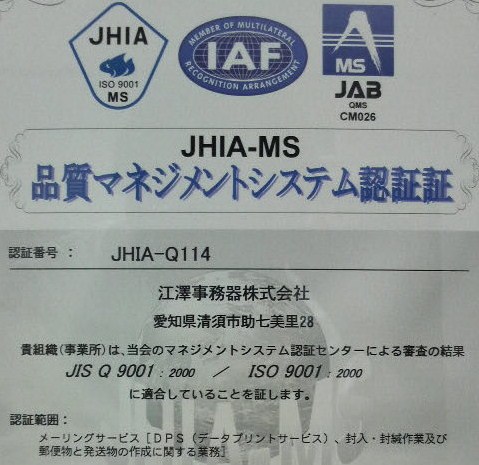 JHIA
ISO 9001
MS
MEMBER OF MULTILATERAL
IAF
RECOGNITION ARRANGEMENT
MS
JAB
QMS
CM026
JHIA-MS
品質マネジメントシステム認証証
認証番号 : JHIA-Q114
江澤事務器株式会社
愛知県清須市助七美里28
貴組織(事業所)は、当会のマネジメントシステム認証センターによる審査の結果
JIS Q 9001 : 2000 / ISO 9001 : 2000
に適合していることを証します。
認証範囲 :
メーリングサービス［DPS（データプリントサービス）、封入・封緘作業及び
郵便物と発送物の作成に関する業務］
JHIA-MS